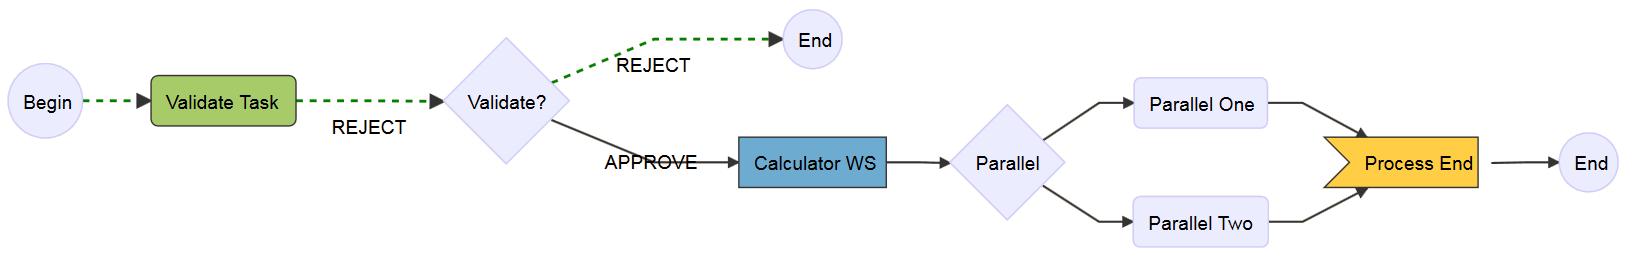 Begin
Validate Task
REJECT
Validate?
REJECT
End
APPROVE
Calculator WS
Parallel
Parallel One
Parallel Two
Process End
End